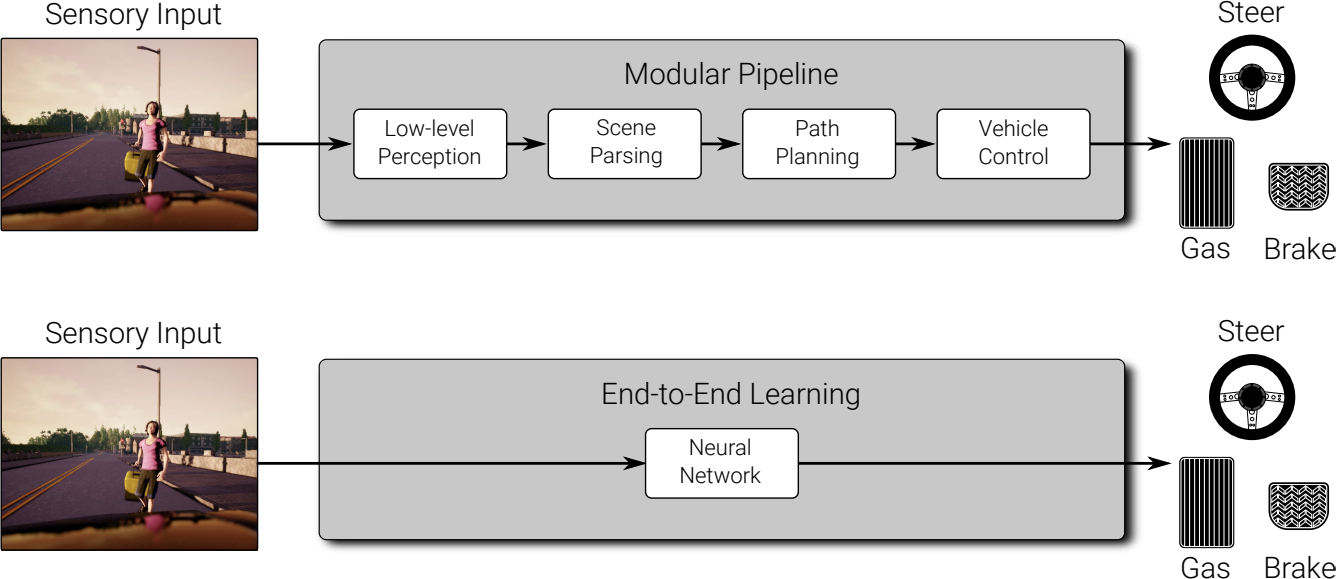 Sensory Input
Steer
Modular Pipeline
Low-level
Perception
Scene
Parsing
Path
Planning
Vehicle
Control
Gas
Brake
Sensory Input
Steer
End-to-End Learning
Neural
Network
Gas
Brake